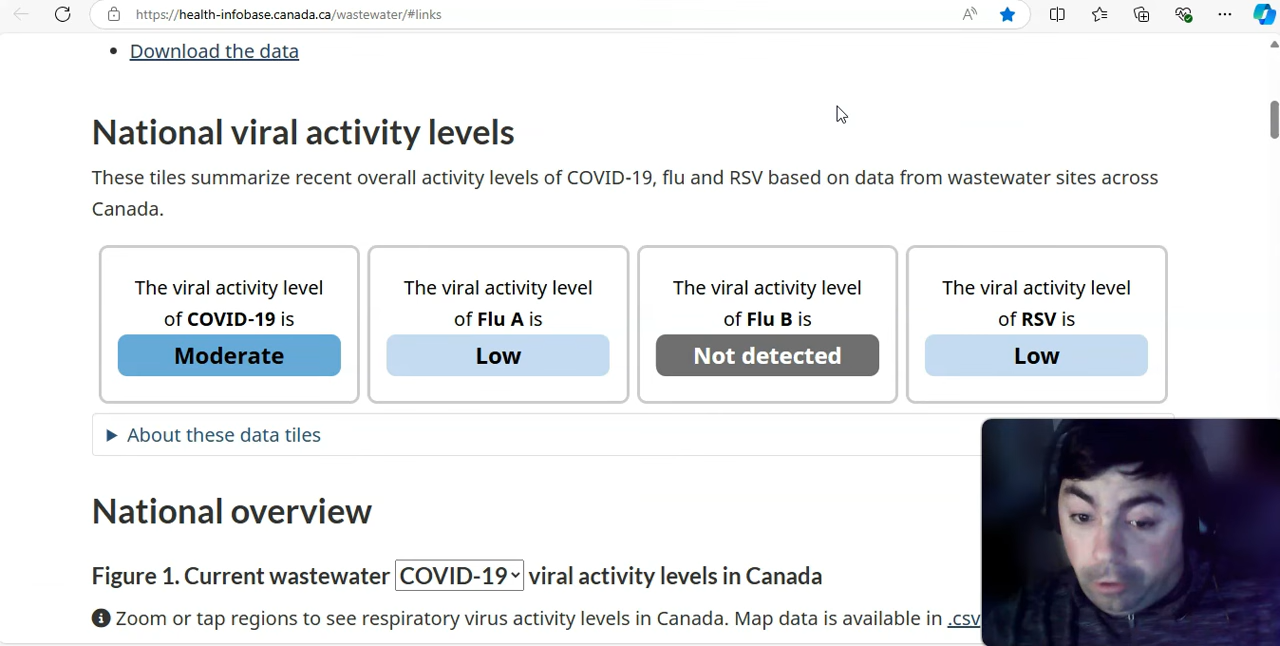 https://health-infobase.canada.ca/wastewater/#links
Download the data
National viral activity levels
These tiles summarize recent overall activity levels of COVID-19, flu and RSV based on data from wastewater sites across
Canada.
The viral activity level
of COVID-19 is
Moderate
The viral activity level
of Flu A is
Low
The viral activity level
of Flu B is
Not detected
The viral activity level
of RSV is
Low
About these data tiles
National overview
Figure 1. Current wastewater COVID-19 viral activity levels in Canada
Zoom or tap regions to see respiratory virus activity levels in Canada. Map data is available in .csv